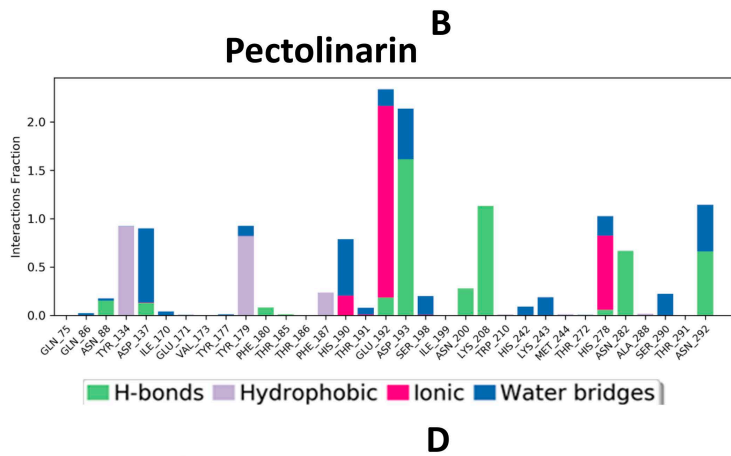 B
Pectolinarin
Interactions Fraction
2.0
1.5
1.0
0.5
0.0
GLN_75
GLN_86
ASN_88
TYR_134
ASP_137
ILE_170
GLU_171
VAL_173
TYR_177
TYR_179
PHE_180
THR_185
THR_186
PHE_187
HIS_190
THR_191
GLU_192
ASP_193
SER_198
ILE_199
ASN_200
LYS_208
TRP_210
HIS_242
LYS_243
MET_244
THR_272
HIS_278
ASN_282
ALA_288
SER_290
THR_291
ASN_292
H-bonds Hydrophobic Ionic Water bridges
D